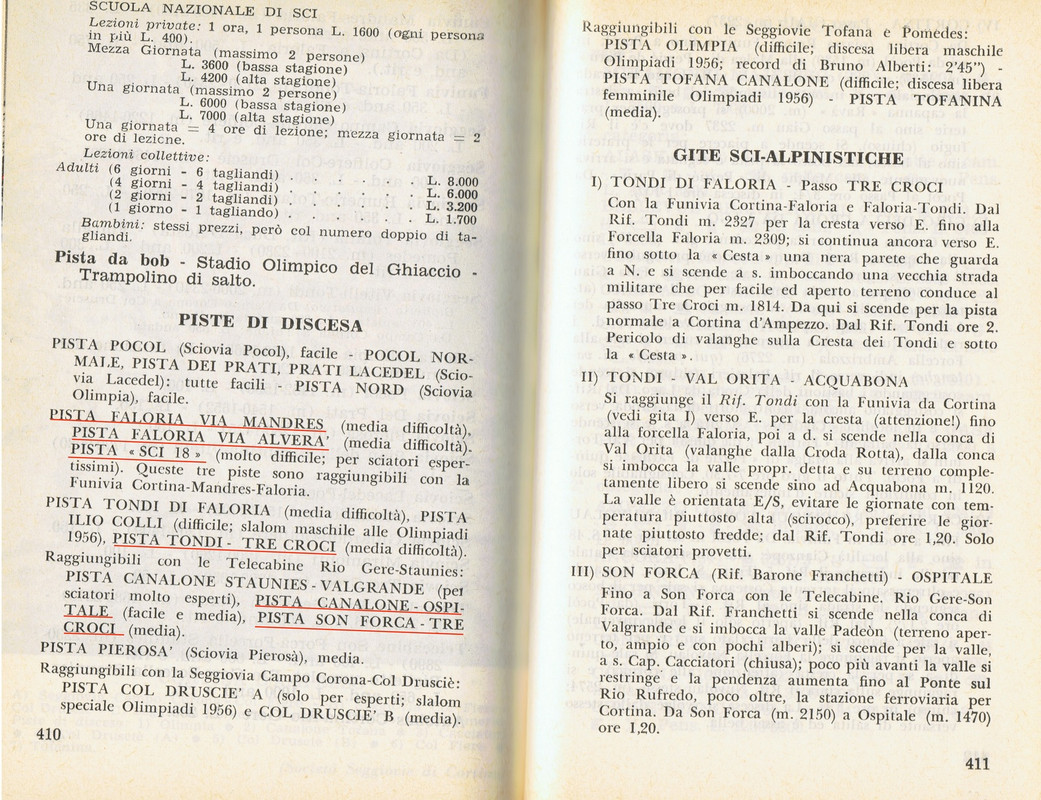 SCUOLA NAZIONALE DI SCI
Lezioni private: 1 ora, 1 persona L. 1600 (ogni persona
in più L. 400).
Mezza Giornata (massimo 2 persone)
L. 3600 (bassa stagione)
L. 4200 (alta stagione)
Una giornata (massimo 2 persone)
L. 6000 (bassa stagione)
L. 7000 (alta stagione)
Una giornata = 4 ore di lezione; mezza giornata = 2
ore di lezicne.
Lezioni collettive:
Adulti (6 giorni - 6 tagliandi) . . . . . . L. 8.000
(4 giorni - 4 tagliandi) . . . . . . L. 6.000
(2 giorni - 2 tagliandi) . . . . . . L. 3.200
(1 giorno - 1 tagliando) . . . . . . L. 1.700
Bambini: stessi prezzi, però col numero doppio di ta-
gliandi.
Pista da bob - Stadio Olimpico del Ghiaccio -
Trampolino di salto.
PISTE DI DISCESA
PISTA POCOL (Sciovia Pocol), facile - POCOL NOR-
MALE, PISTA DEI PRATI, PRATI LACEDEL (Scio-
via Lacedel): tutte facili - PISTA NORD (Sciovia
Olimpia), facile.
PISTA FALORIA VIA MANDRES (media difficoltà),
PISTA FALORIA VIA ALVERA' (media difficoltà).
PISTA « SCI 18 » (molto difficile; per sciatori esper-
tissimi). Queste tre piste sono raggiungibili con la
Funivia Cortina-Mandres-Faloria.
PISTA TONDI DI FALORIA (media difficoltà), PISTA
ILIO COLLI (difficile; slalom maschile alle Olimpiadi
1956), PISTA TONDI - TRE CROCI (media difficoltà).
Raggiungibili con le Telecabine Rio Gere-Staunies:
PISTA CANALONE STAUNIES - VALGRANDE (per
sciatori molto esperti), PISTA CANALONE - OSPI-
TALE (facile e media), PISTA SON FORCA - TRE
CROCI (media).
PISTA PIEROSA' (Sciovia Pierosà), media.
Raggiungibili con la Seggiovia Campo Corona-Col Drusciè:
PISTA COL DRUSCIE' A (solo per esperti; slalom
speciale Olimpiadi 1956) e COL DRUSCIE' B (media).
410
Raggiungibili con le Seggiovie Tofana e Pomedes:
PISTA OLIMPIA (difficile; discesa libera maschile
Olimpiadi 1956; record di Bruno Alberti: 2'45") -
PISTA TOFANA CANALONE (difficile; discesa libera
femminile Olimpiadi 1956) - PISTA TOFANINA
(media).
GITE SCI-ALPINISTICHE
I) TONDI DI FALORIA - Passo TRE CROCI
Con la Funivia Cortina-Faloria e Faloria-Tondi. Dal
Rif. Tondi m. 2327 per la cresta verso E. fino alla
Forcella Faloria m. 2309; si continua ancora verso E.
fino sotto la « Cesta » una nera parete che guarda
a N. e si scende a s. imboccando una vecchia strada
militare che per facile ed aperto terreno conduce al
passo Tre Croci m. 1814. Da qui si scende per la pista
normale a Cortina d'Ampezzo. Dal Rif. Tondi ore 2.
Pericolo di valanghe sulla Cresta dei Tondi e sotto
la « Cesta ».
II) TONDI - VAL ORITA - ACQUABONA
Si raggiunge il Rif. Tondi con la Funivia da Cortina
(vedi gita I) verso E. per la cresta (attenzione!) fino
alla forcella Faloria, poi a d. si scende nella conca di
Val Orita (valanghe dalla Croda Rotta), dalla conca
si imbocca la valle propr. detta e su terreno comple-
tamente libero si scende sino ad Acquabona m. 1120.
La valle è orientata E/S, evitare le giornate con tem-
peratura piuttosto alta (scirocco), preferire le gior-
nate piuttosto fredde; dal Rif. Tondi ore 1,20. Solo
per sciatori provetti.
III) SON FORCA (Rif. Barone Franchetti) - OSPITALE
Fino a Son Forca con le Telecabine. Rio Gere-Son
Forca. Dal Rif. Franchetti si scende nella conca di
Valgrande e si imbocca la valle Padeòn (terreno aper-
to, ampio e con pochi alberi); si scende per la valle,
a s. Cap. Cacciatori (chiusa); poco più avanti la valle si
restringe e la pendenza aumenta fino al Ponte sul
Rio Rufredo, poco oltre, la stazione ferroviaria per
Cortina. Da Son Forca (m. 2150) a Ospitale (m. 1470)
ore 1,20.
411